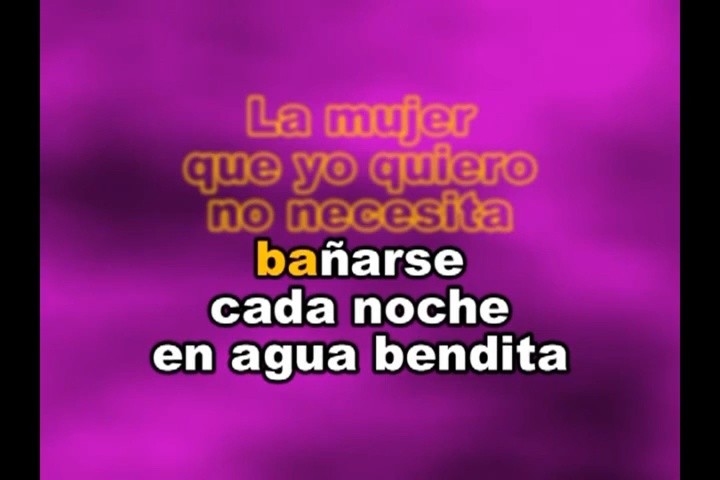 La mujer
que yo quiero
no necesita
bañarse
cada noche
en agua bendita